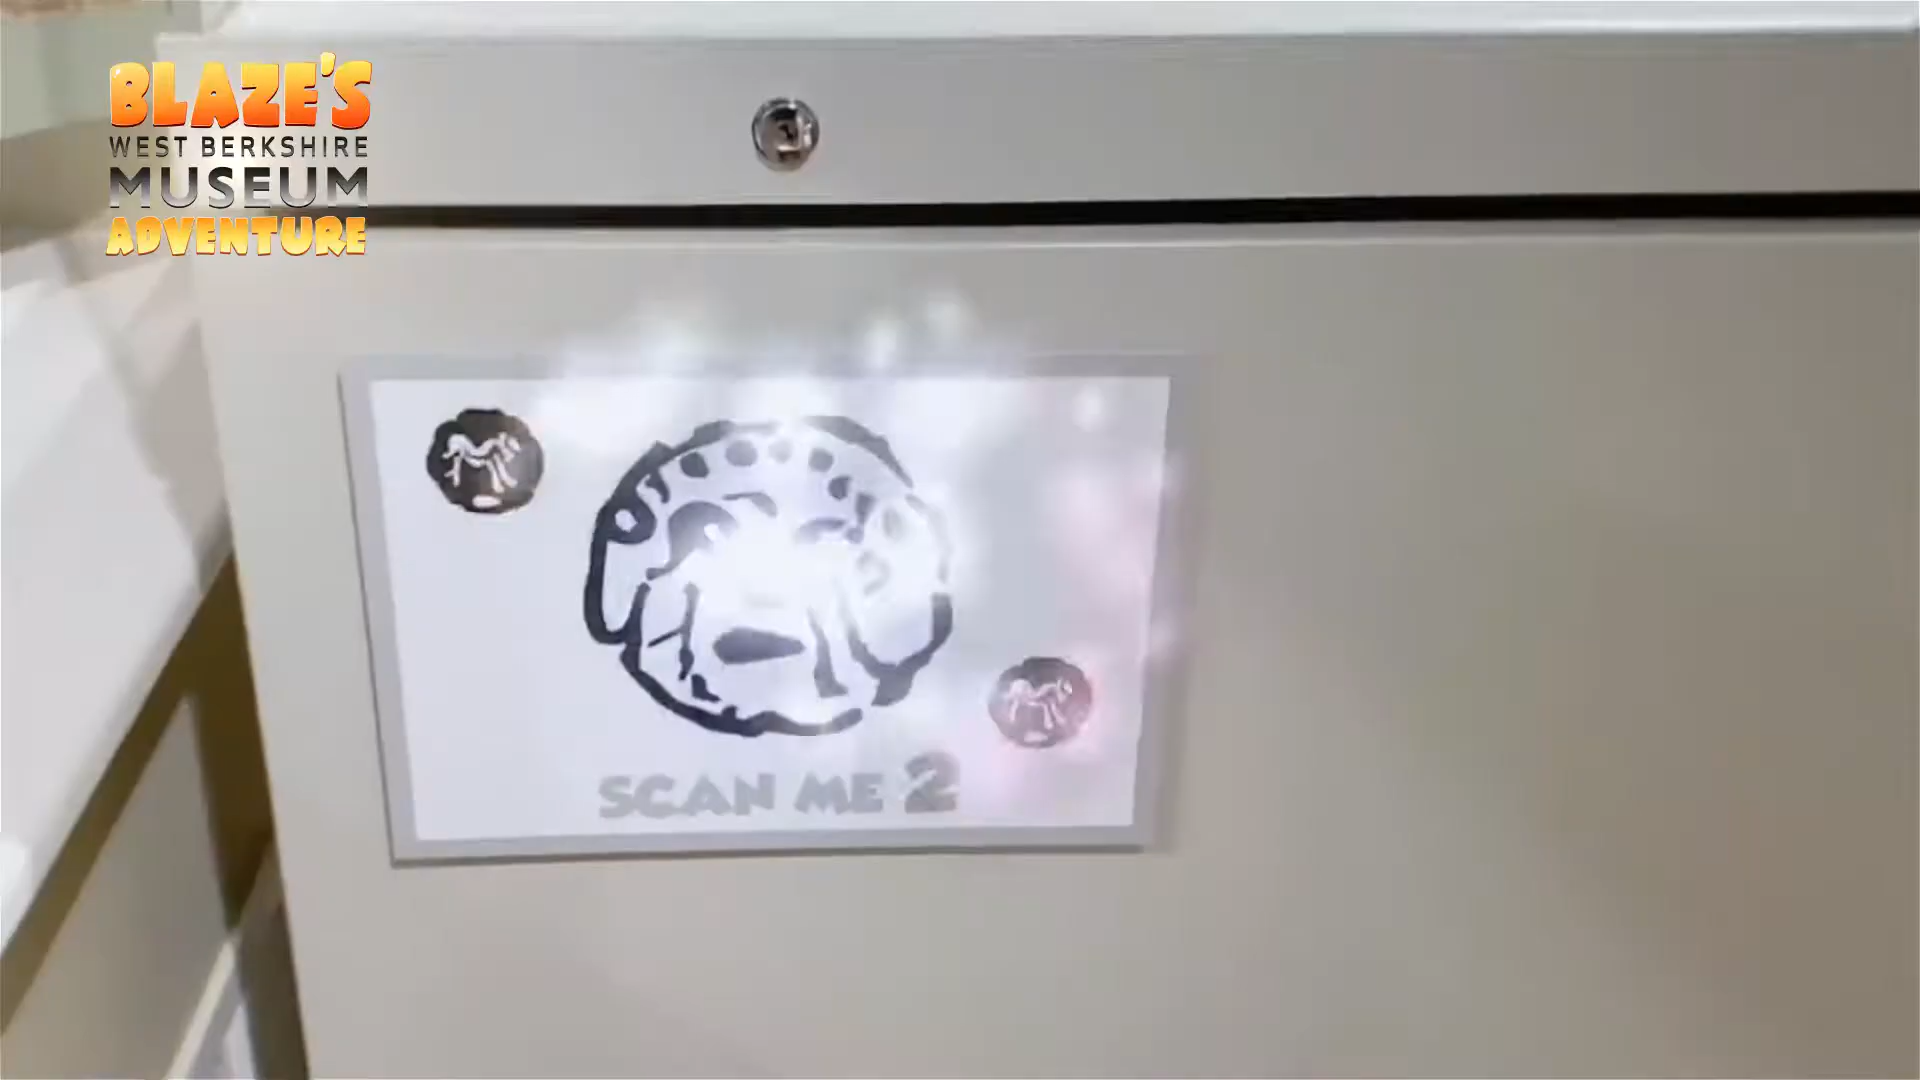 BLAZE'S
WEST BERKSHIRE
MUSEUM
ADVENTURE
SCAN ME 2